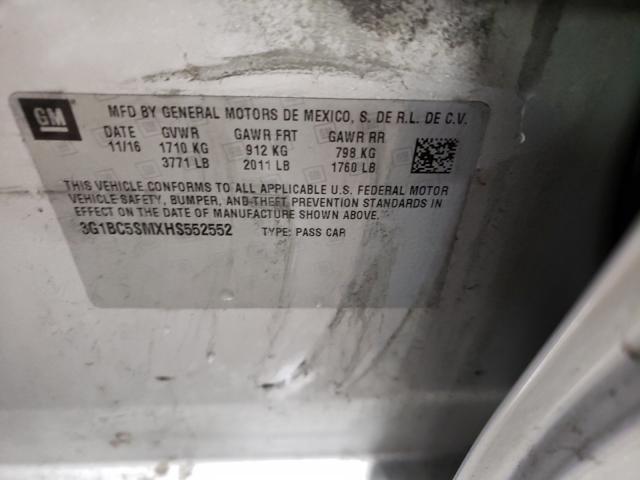 GM
MFD BY GENERAL MOTORS DE MEXICO, S. DE R.L. DE C.V.
DATE GVWR GAWR FRT GAWR RR
11/16 1710 KG 912 KG 798 KG
3771 LB 2011 LB 1760 LB
THIS VEHICLE CONFORMS TO ALL APPLICABLE U.S. FEDERAL MOTOR
VEHICLE SAFETY, BUMPER, AND THEFT PREVENTION STANDARDS IN
EFFECT ON THE DATE OF MANUFACTURE SHOWN ABOVE.
3G1BC5SMXHS552552 TYPE: PASS CAR